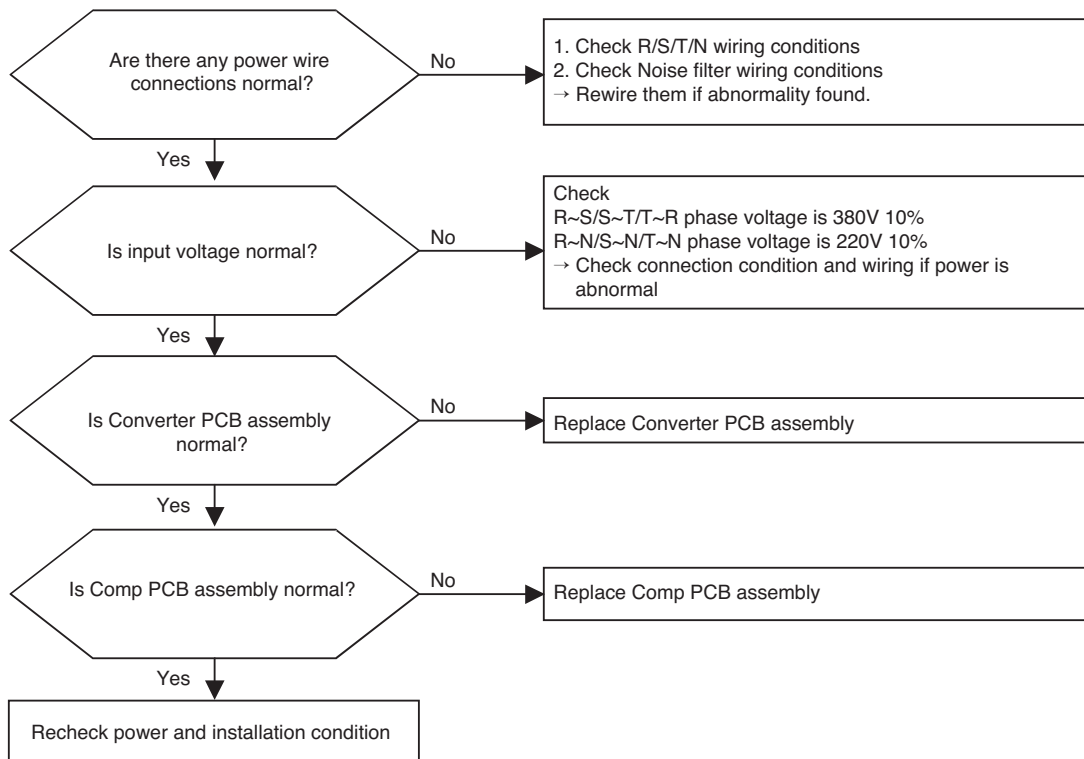 Are there any power wire
connections normal?
No
1. Check R/S/T/N wiring conditions
2. Check Noise filter wiring conditions
→ Rewire them if abnormality found.
Yes
Is input voltage normal?
Check
R~S/S~T/T~R phase voltage is 380V 10%
R~N/S~N/T~N phase voltage is 220V 10%
→ Check connection condition and wiring if power is
abnormal
Yes
Is Converter PCB assembly
normal?
No
Replace Converter PCB assembly
Yes
Is Comp PCB assembly normal?
No
Replace Comp PCB assembly
Yes
Recheck power and installation condition